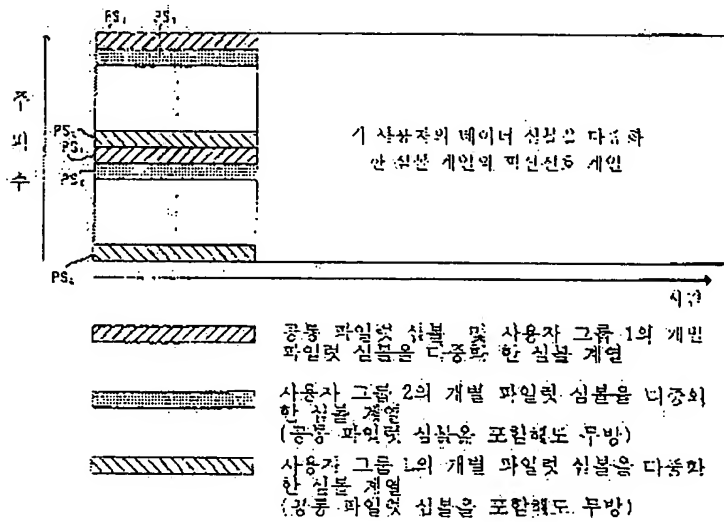 PS₁ PS₁
주파수
PS₂
PS₁
PS₂
각 사용자의 데이터 심볼을 다중화
한 심볼 계열의 확산신호 계열
PS₄
시간
공통 파일럿 심볼 및 사용자 그룹 1의 개별
파일럿 심볼을 다중화 한 심볼 계열
사용자 그룹 2의 개별 파일럿 심볼을 다중화
한 심볼 계열
(공통 파일럿 심볼을 포함해도 무방)
사용자 그룹 L의 개별 파일럿 심볼을 다중화
한 심볼 계열
(공통 파일럿 심볼을 포함해도 무방)